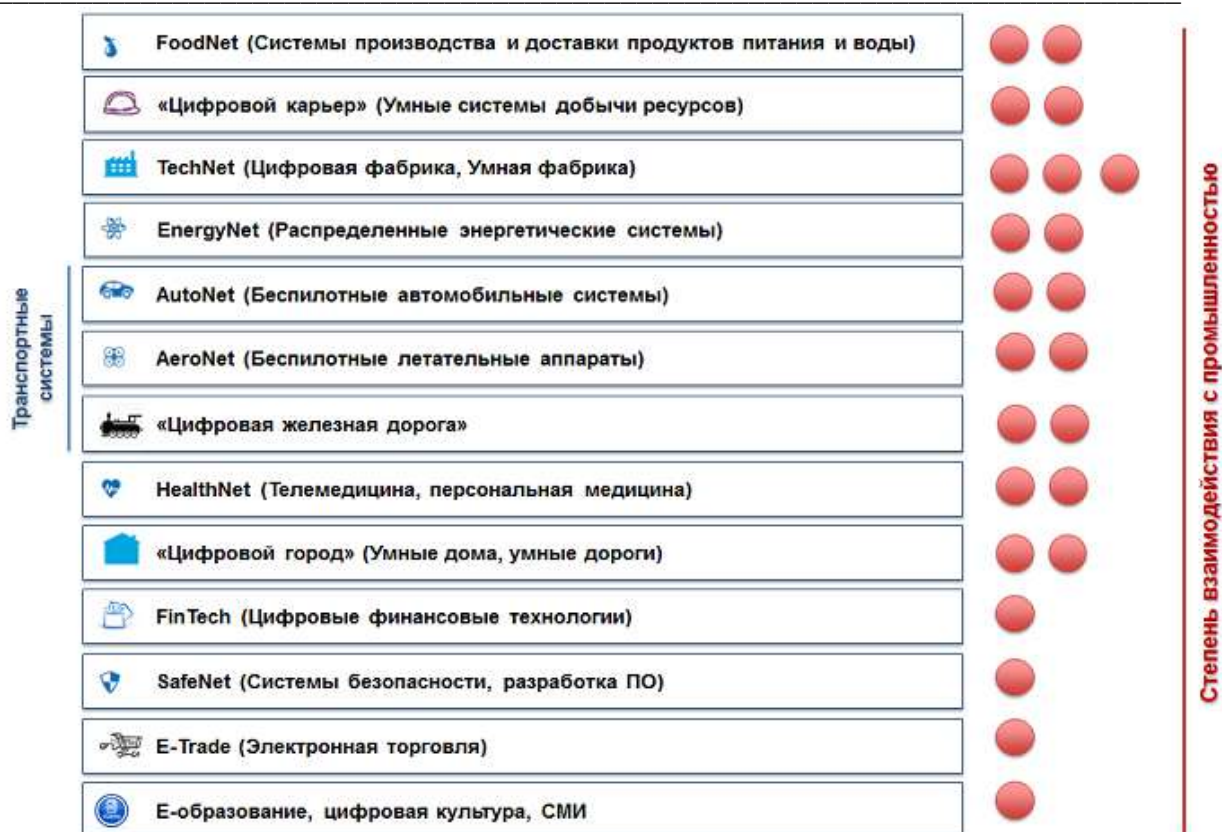 FoodNet (Системы производства и доставки продуктов питания и воды)
«Цифровой карьер» (Умные системы добычи ресурсов)
TechNet (Цифровая фабрика, Умная фабрика)
EnergyNet (Распределенные энергетические системы)
Транспортные
системы
AutoNet (Беспилотные автомобильные системы)
AeroNet (Беспилотные летательные аппараты)
«Цифровая железная дорога»
HealthNet (Телемедицина, персональная медицина)
«Цифровой город» (Умные дома, умные дороги)
FinTech (Цифровые финансовые технологии)
SafeNet (Системы безопасности, разработка ПО)
E-Trade (Электронная торговля)
Е-образование, цифровая культура, СМИ
Степень взаимодействия с промышленностью